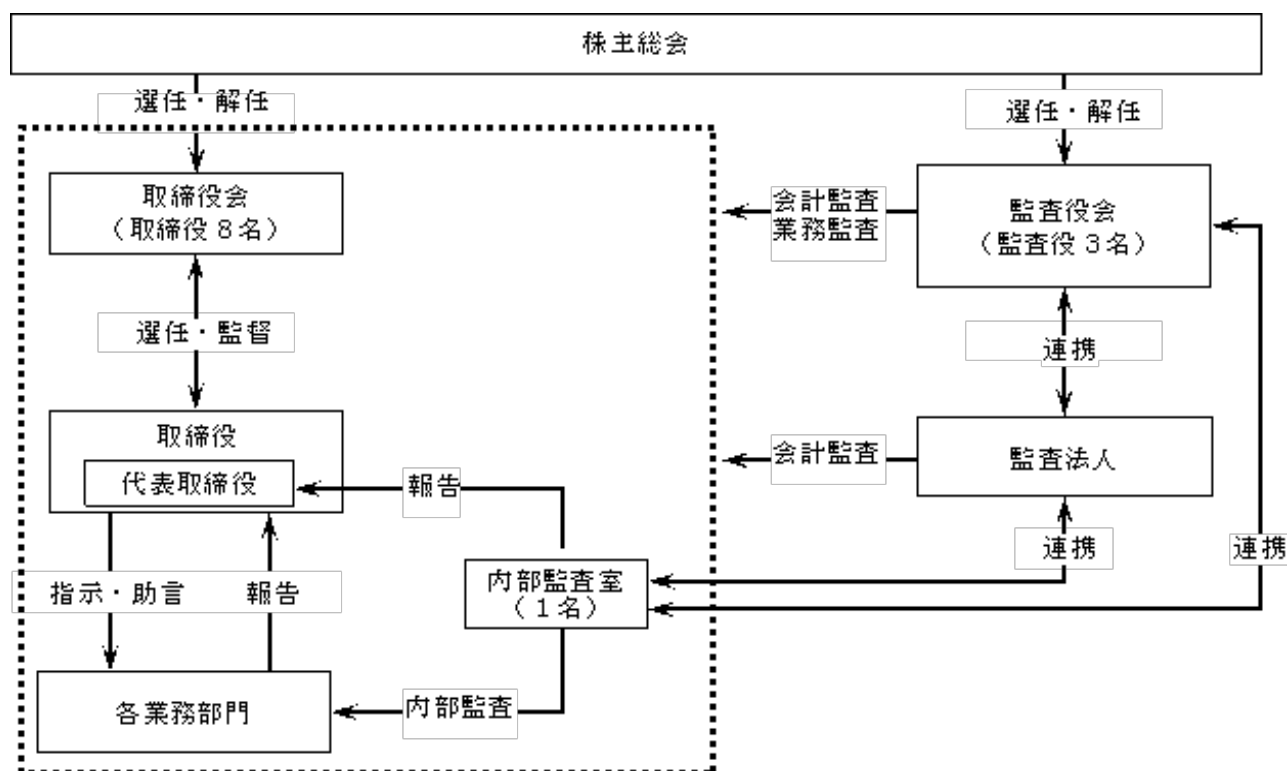 株主総会
選任・解任
選任・解任
取締役会
（取締役８名）
会計監査
業務監査
監査役会
（監査役３名）
選任・監督
連携
取締役
代表取締役
報告
会計監査
監査法人
指示・助言
報告
内部監査室
（１名）
連携
連携
各業務部門
内部監査